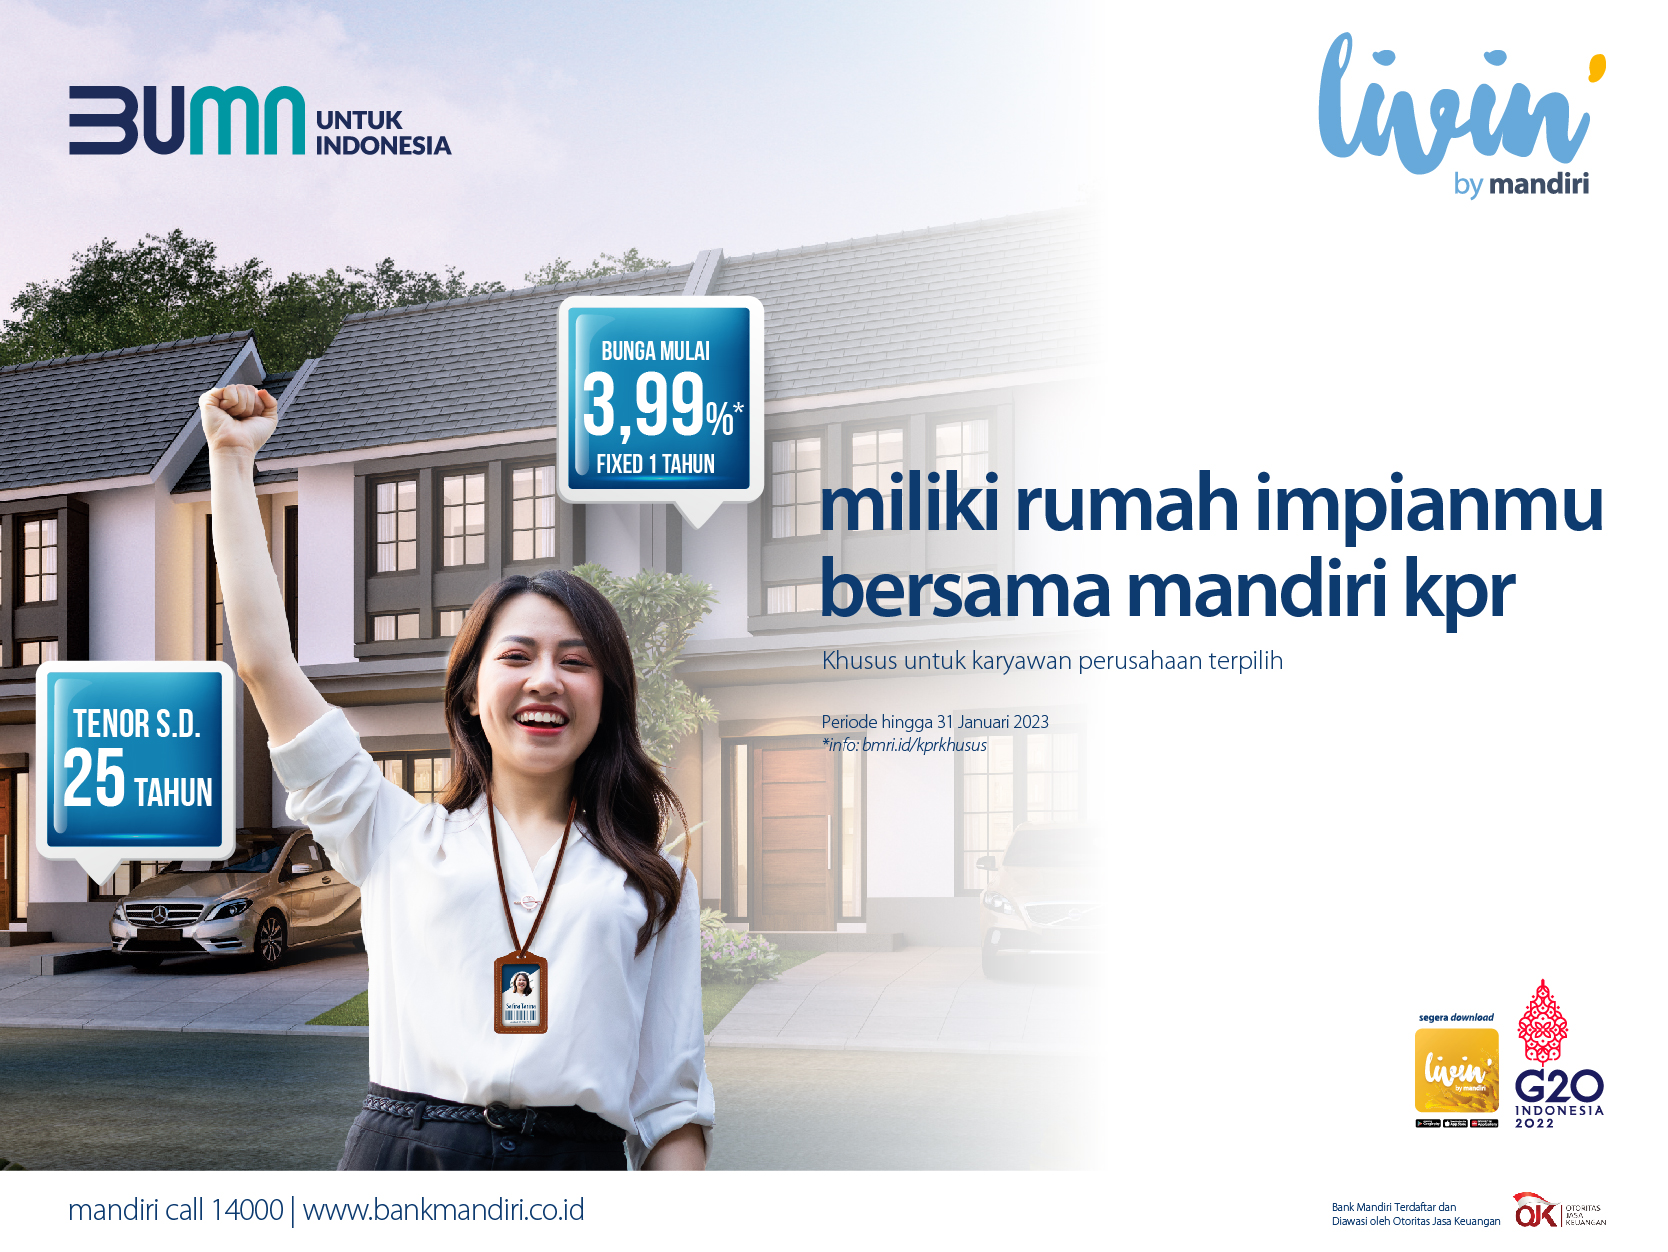 BUMN UNTUK
INDONESIA
livin'
by mandiri
BUNGA MULAI
3,99%*
FIXED 1 TAHUN
miliki rumah impianmu
bersama mandiri kpr
Khusus untuk karyawan perusahaan terpilih
Periode hingga 31 Januari 2023
*info: bmri.id/kprkhusus
TENOR S.D.
25 TAHUN
segera download
livin'
by mandiri
G20
INDONESIA
2022
mandiri call 14000 | www.bankmandiri.co.id
Bank Mandiri Terdaftar dan
Diawasi oleh Otoritas Jasa Keuangan
OJK
OTORITAS
JASA
KEUANGAN